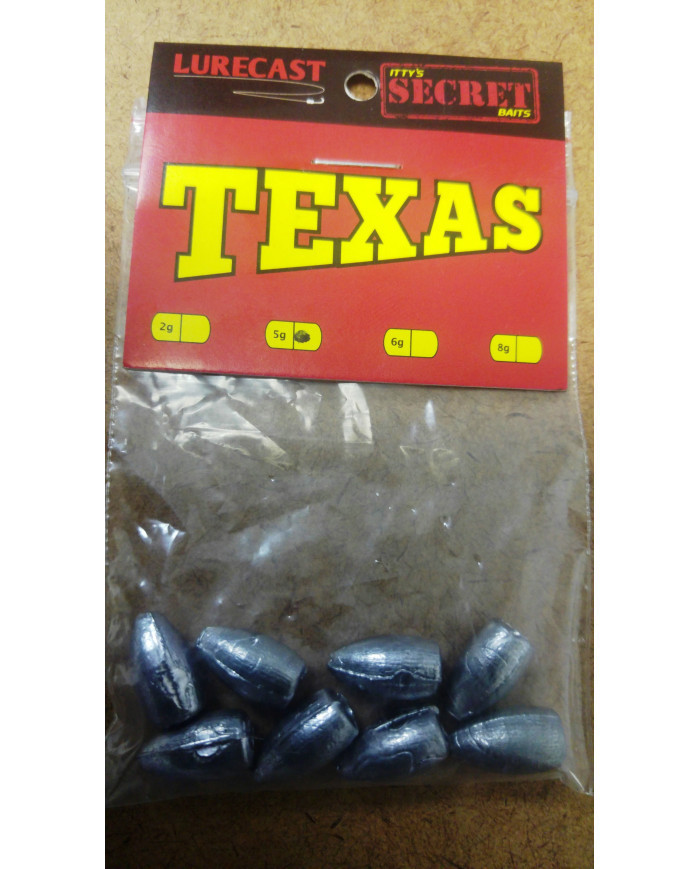 LURECAST
ITTY'S
SECRET
BAITS
TEXAS
2g 5g 6g 8g